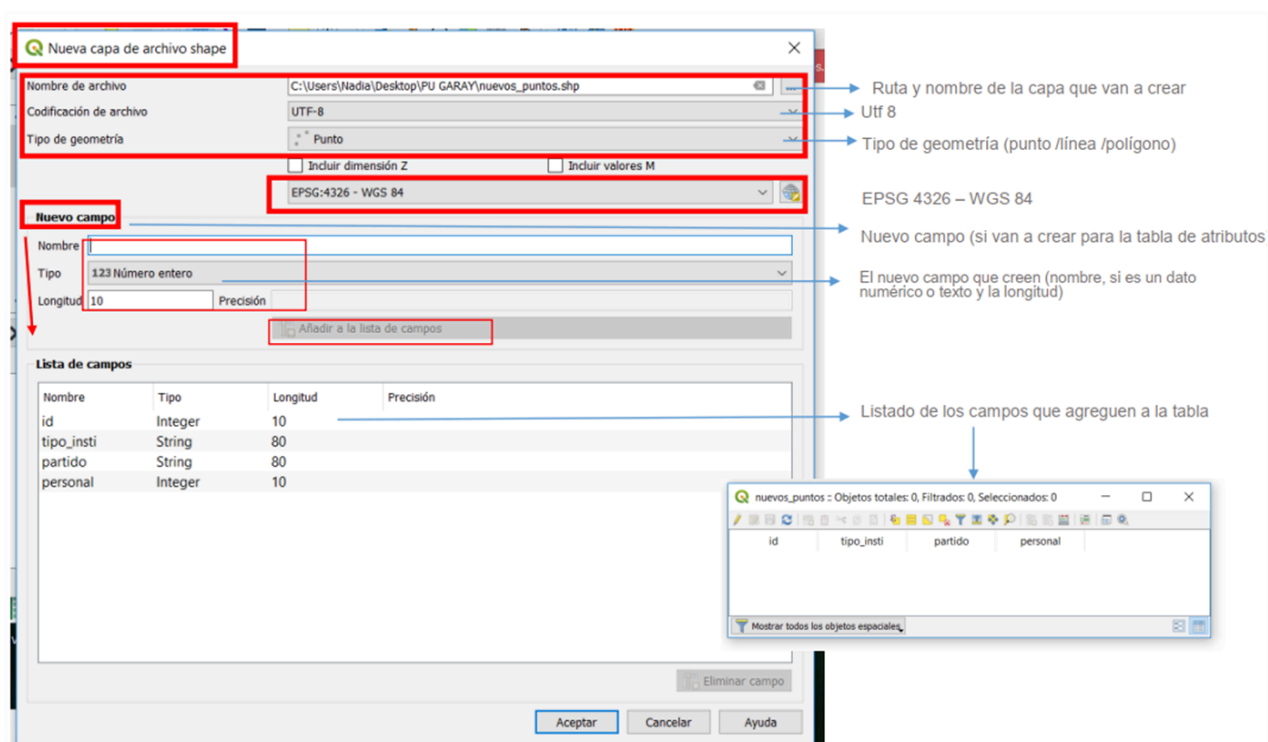 Nueva capa de archivo shape
Nombre de archivo
C:\Users\Nadia\Desktop\PU GARAY\nuevos_puntos.shp
...
Ruta y nombre de la capa que van a crear
Codificación de archivo
UTF-8
Utf 8
Tipo de geometría
Punto
Tipo de geometría (punto /línea /polígono)
Incluir dimensión Z
Incluir valores M
EPSG:4326 - WGS 84
EPSG 4326 – WGS 84
Nuevo campo
Nuevo campo (si van a crear para la tabla de atributos)
Nombre
Tipo
123 Número entero
El nuevo campo que creen (nombre, si es un dato
numérico o texto y la longitud)
Longitud 10
Precisión
Añadir a la lista de campos
Lista de campos
Nombre Tipo Longitud Precisión
id Integer 10
tipo_insti String 80
partido String 80
personal Integer 10
Listado de los campos que agreguen a la tabla
nuevos_puntos :: Objetos totales: 0, Filtrados: 0, Seleccionados: 0
id tipo_insti partido personal
Mostrar todos los objetos espaciales
Eliminar campo
Aceptar Cancelar Ayuda